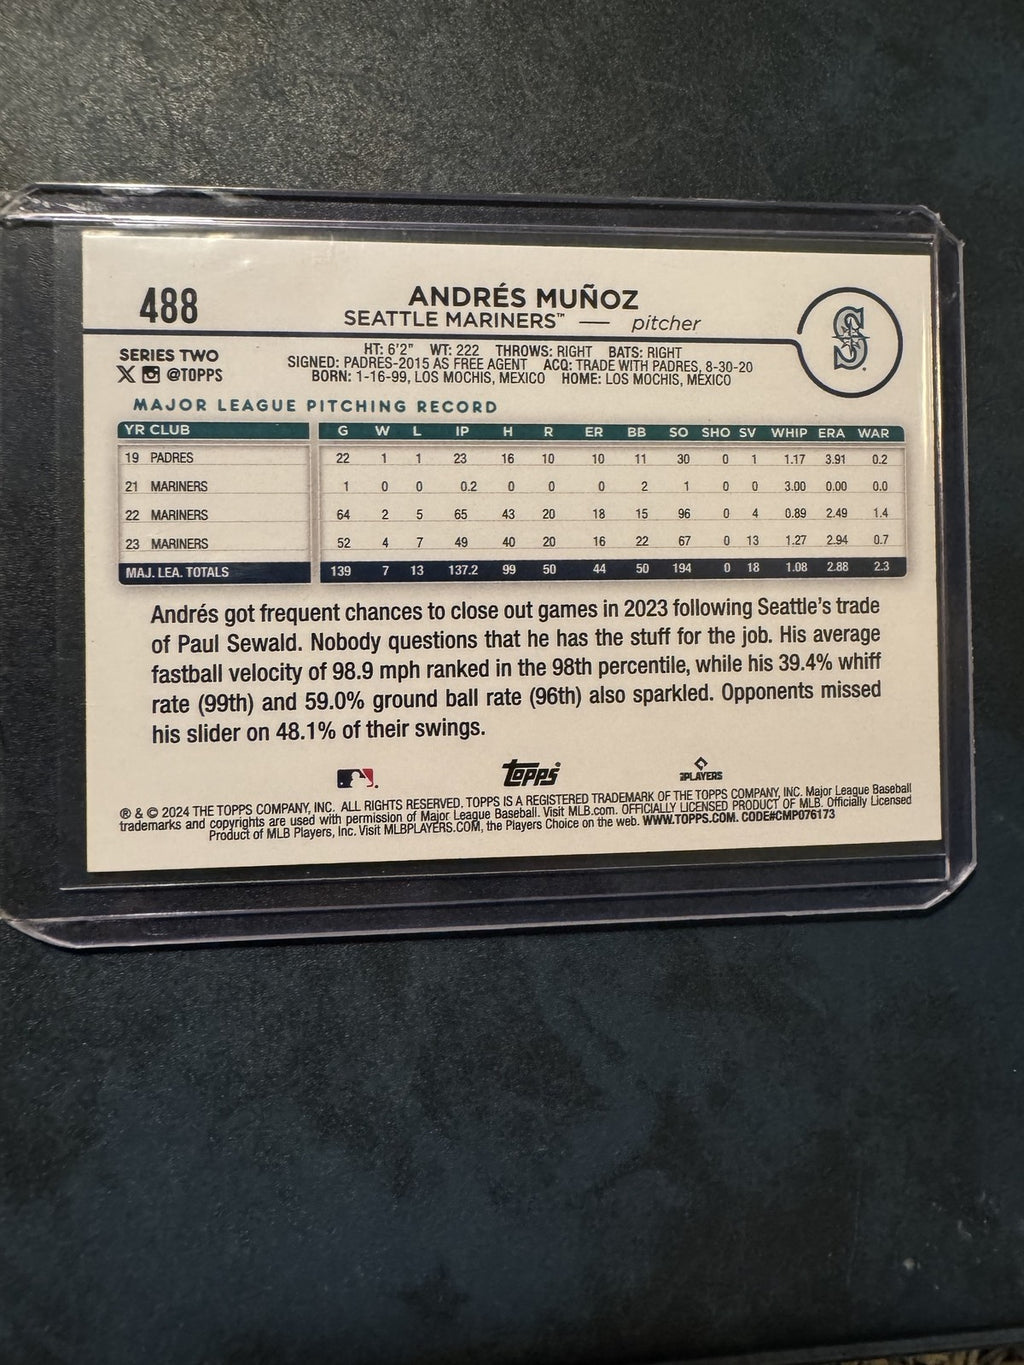 488
ANDRÉS MUÑOZ
SEATTLE MARINERS™ — pitcher
S
SERIES TWO
X @TOPPS
HT: 6'2" WT: 222 THROWS: RIGHT BATS: RIGHT
SIGNED: PADRES-2015 AS FREE AGENT ACQ: TRADE WITH PADRES, 8-30-20
BORN: 1-16-99, LOS MOCHIS, MEXICO HOME: LOS MOCHIS, MEXICO
MAJOR LEAGUE PITCHING RECORD
YR CLUB G W L IP H R ER BB SO SHO SV WHIP ERA WAR
19 PADRES 22 1 1 23 16 10 10 11 30 0 1 1.17 3.91 0.2
21 MARINERS 1 0 0 0.2 0 0 0 2 1 0 0 3.00 0.00 0.0
22 MARINERS 64 2 5 65 43 20 18 15 96 0 4 0.89 2.49 1.4
23 MARINERS 52 4 7 49 40 20 16 22 67 0 13 1.27 2.94 0.7
MAJ. LEA. TOTALS 139 7 13 137.2 99 50 44 50 194 0 18 1.08 2.88 2.3
Andrés got frequent chances to close out games in 2023 following Seattle's trade
of Paul Sewald. Nobody questions that he has the stuff for the job. His average
fastball velocity of 98.9 mph ranked in the 98th percentile, while his 39.4% whiff
rate (99th) and 59.0% ground ball rate (96th) also sparkled. Opponents missed
his slider on 48.1% of their swings.
topps
PLAYERS
® & © 2024 THE TOPPS COMPANY, INC. ALL RIGHTS RESERVED. TOPPS IS A REGISTERED TRADEMARK OF THE TOPPS COMPANY, INC. Major League Baseball
trademarks and copyrights are used with permission of Major League Baseball. Visit MLB.com. OFFICIALLY LICENSED PRODUCT OF MLB. Officially Licensed
Product of MLB Players, Inc. Visit MLBPLAYERS.COM, the Players Choice on the web. WWW.TOPPS.COM. CODE#CMP076173